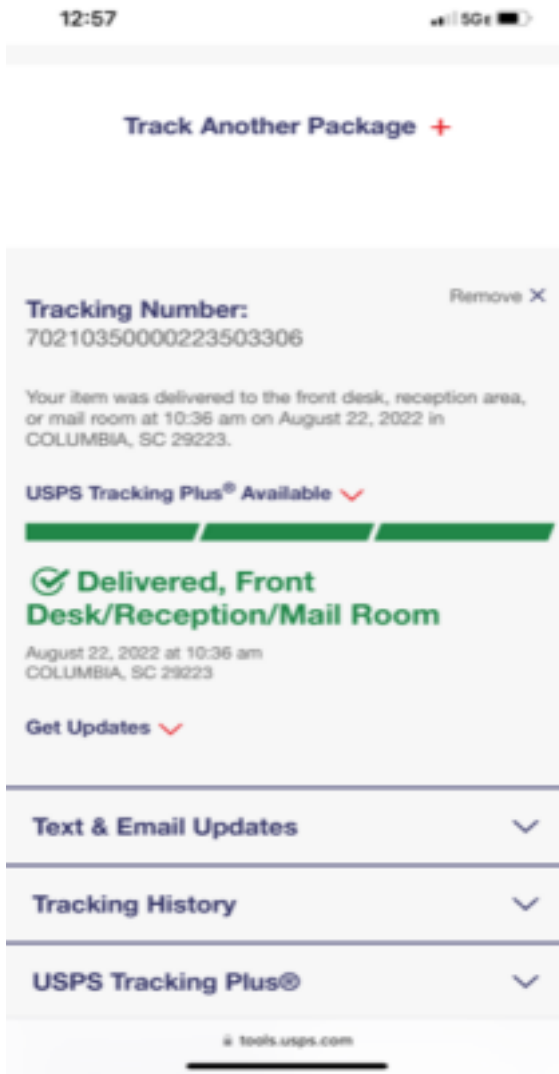 12:57
5GE
Track Another Package +
Remove X
Tracking Number:
70210350000223503306
Your item was delivered to the front desk, reception area,
or mail room at 10:36 am on August 22, 2022 in
COLUMBIA, SC 29223.
USPS Tracking Plus® Available
Delivered, Front
Desk/Reception/Mail Room
August 22, 2022 at 10:36 am
COLUMBIA, SC 29223
Get Updates
Text & Email Updates
Tracking History
USPS Tracking Plus®
tools.usps.com